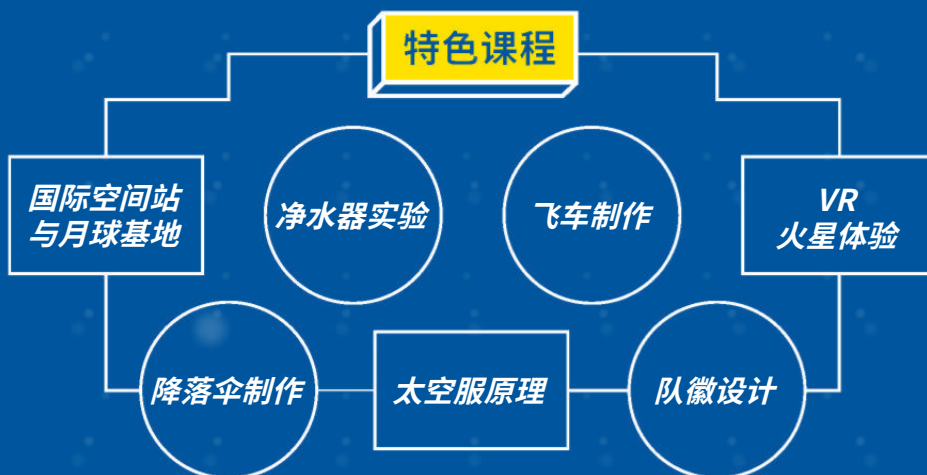 特色课程
国际空间站
与月球基地
净水器实验
飞车制作
VR
火星体验
降落伞制作
太空服原理
队徽设计